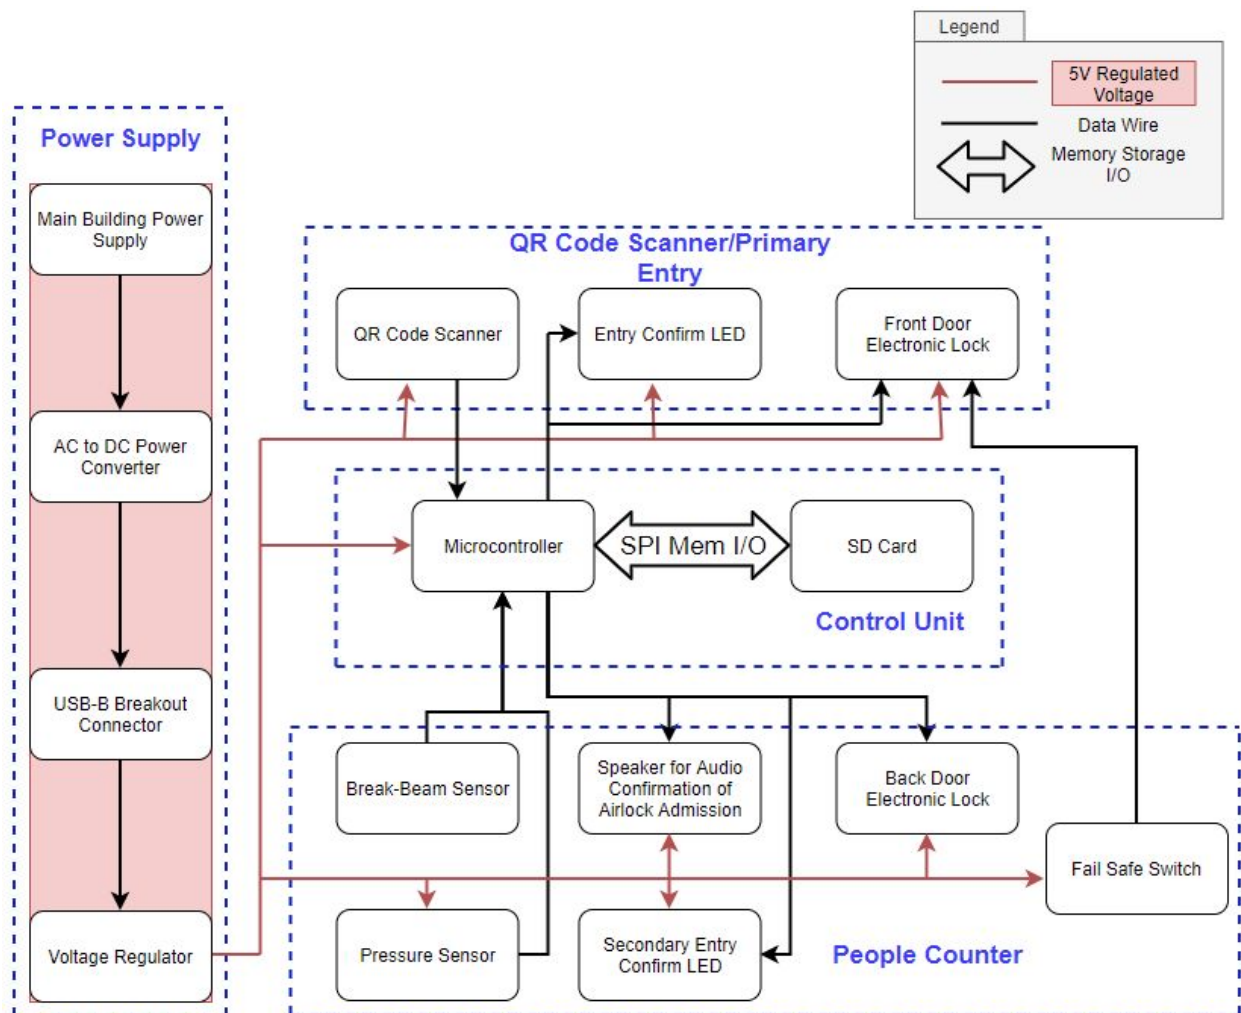 Legend
5V Regulated
Voltage
Data Wire
Memory Storage
I/O
Power Supply
Main Building Power
Supply
AC to DC Power
Converter
USB-B Breakout
Connector
Voltage Regulator
QR Code Scanner/Primary
Entry
QR Code Scanner
Entry Confirm LED
Front Door
Electronic Lock
Microcontroller
SPI Mem I/O
SD Card
Control Unit
Break-Beam Sensor
Speaker for Audio
Confirmation of
Airlock Admission
Back Door
Electronic Lock
Fail Safe Switch
Pressure Sensor
Secondary Entry
Confirm LED
People Counter